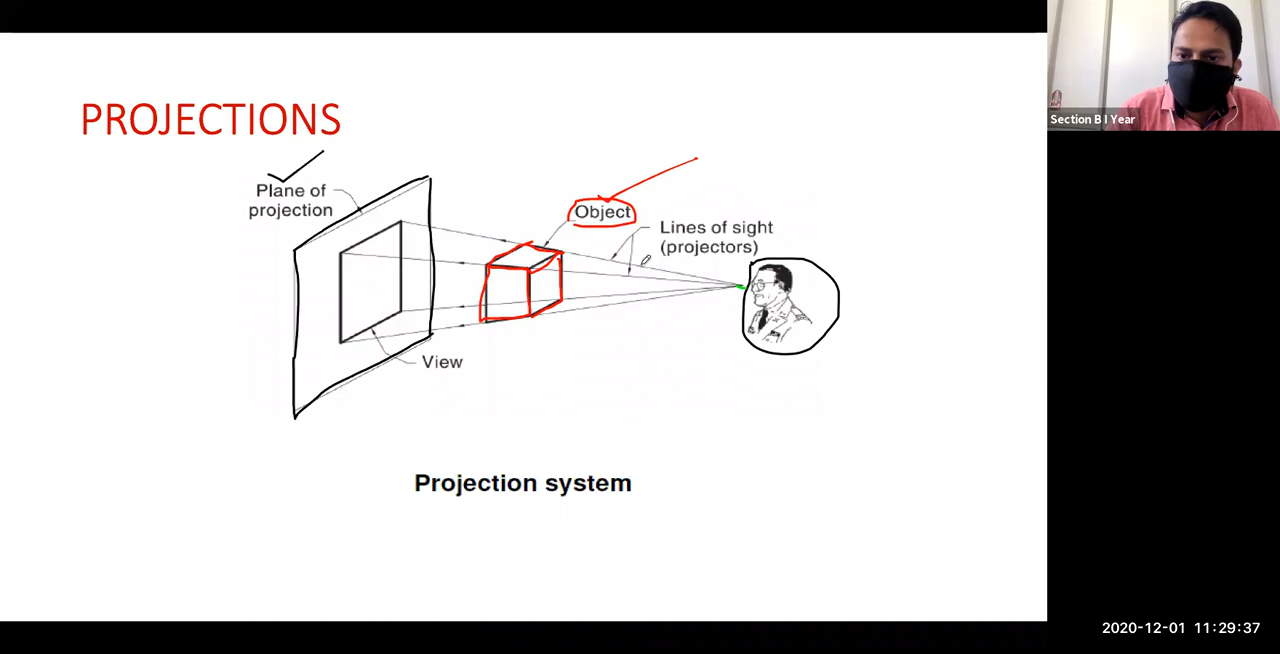 PROJECTIONS
Plane of
projection
Object
Lines of sight
(projectors)
View
Projection system
Section B I Year
2020-12-01 11:29:37